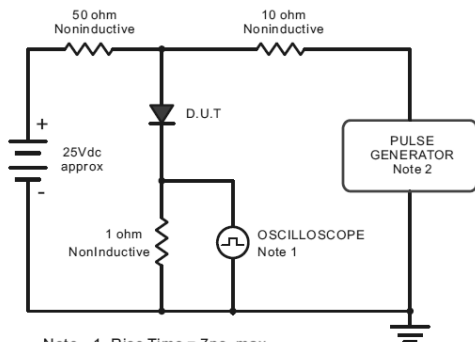 50 ohm
Noninductive
10 ohm
Noninductive
D.U.T
+
25Vdc
approx
-
PULSE
GENERATOR
Note 2
1 ohm
NonInductive
OSCILLOSCOPE
Note 1